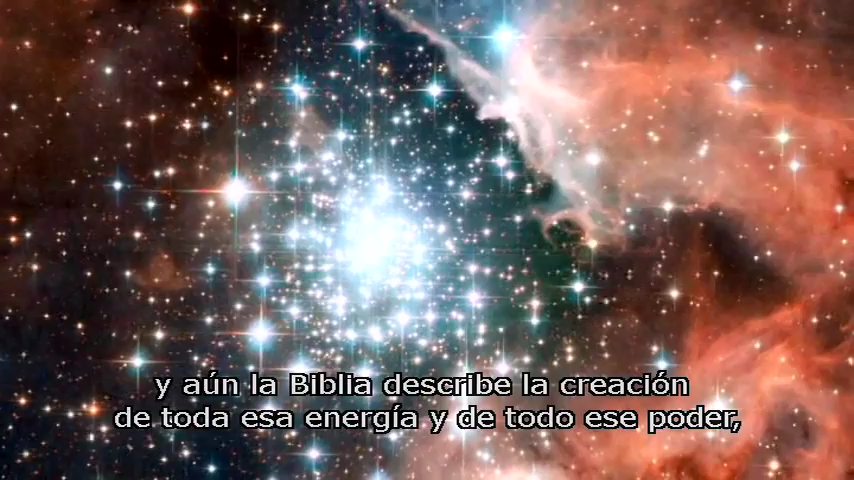 y aún la Biblia describe la creación
de toda esa energía y de todo ese poder,